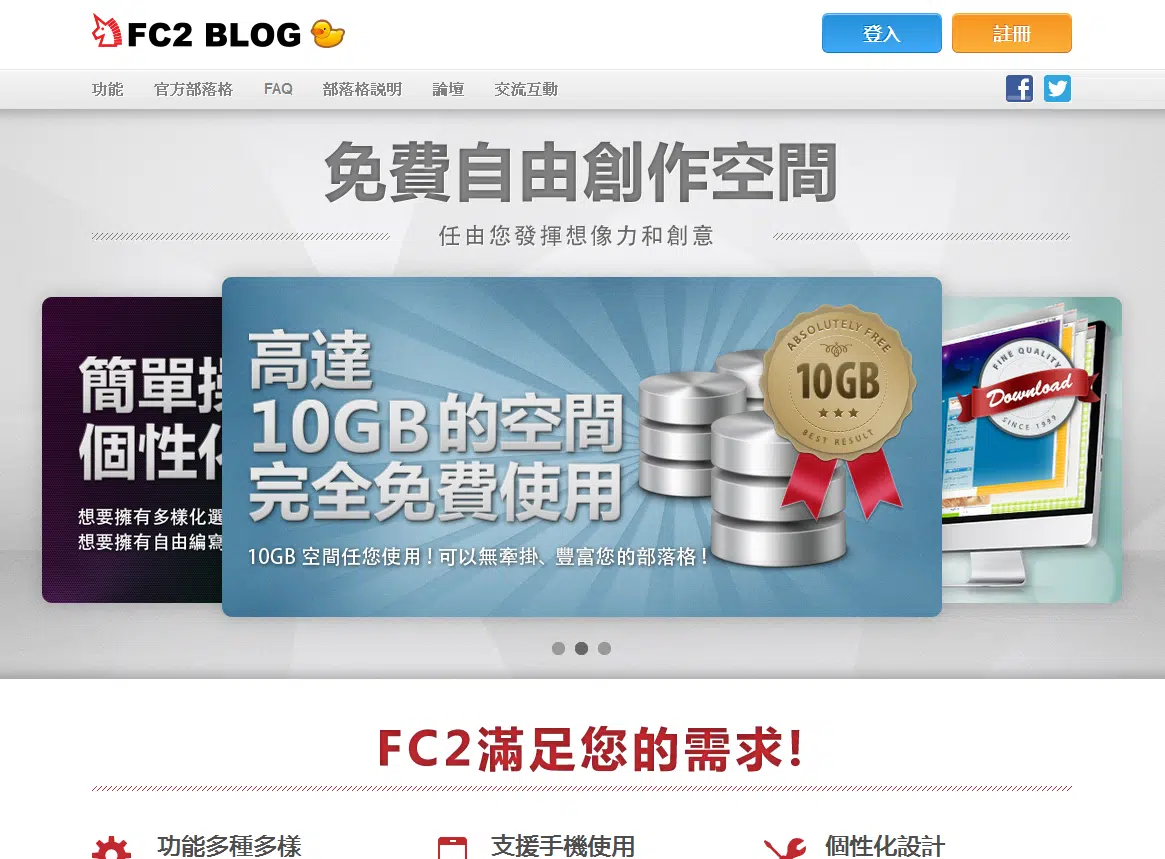 FC2 BLOG
登入
註冊
功能
官方部落格
FAQ
部落格説明
論壇
交流互動
免費自由創作空間
任由您發揮想像力和創意
簡單
個性
想要擁有多樣化選
想要擁有自由編寫
高達
10GB的空間
完全免費使用
10GB 空間任您使用！可以無牽掛、豐富您的部落格！
ABSOLUTELY FREE
10GB
BEST RESULT
FINE QUALITY
Download
SINCE 1999
FC2滿足您的需求!
功能多種多樣
支援手機使用
個性化設計